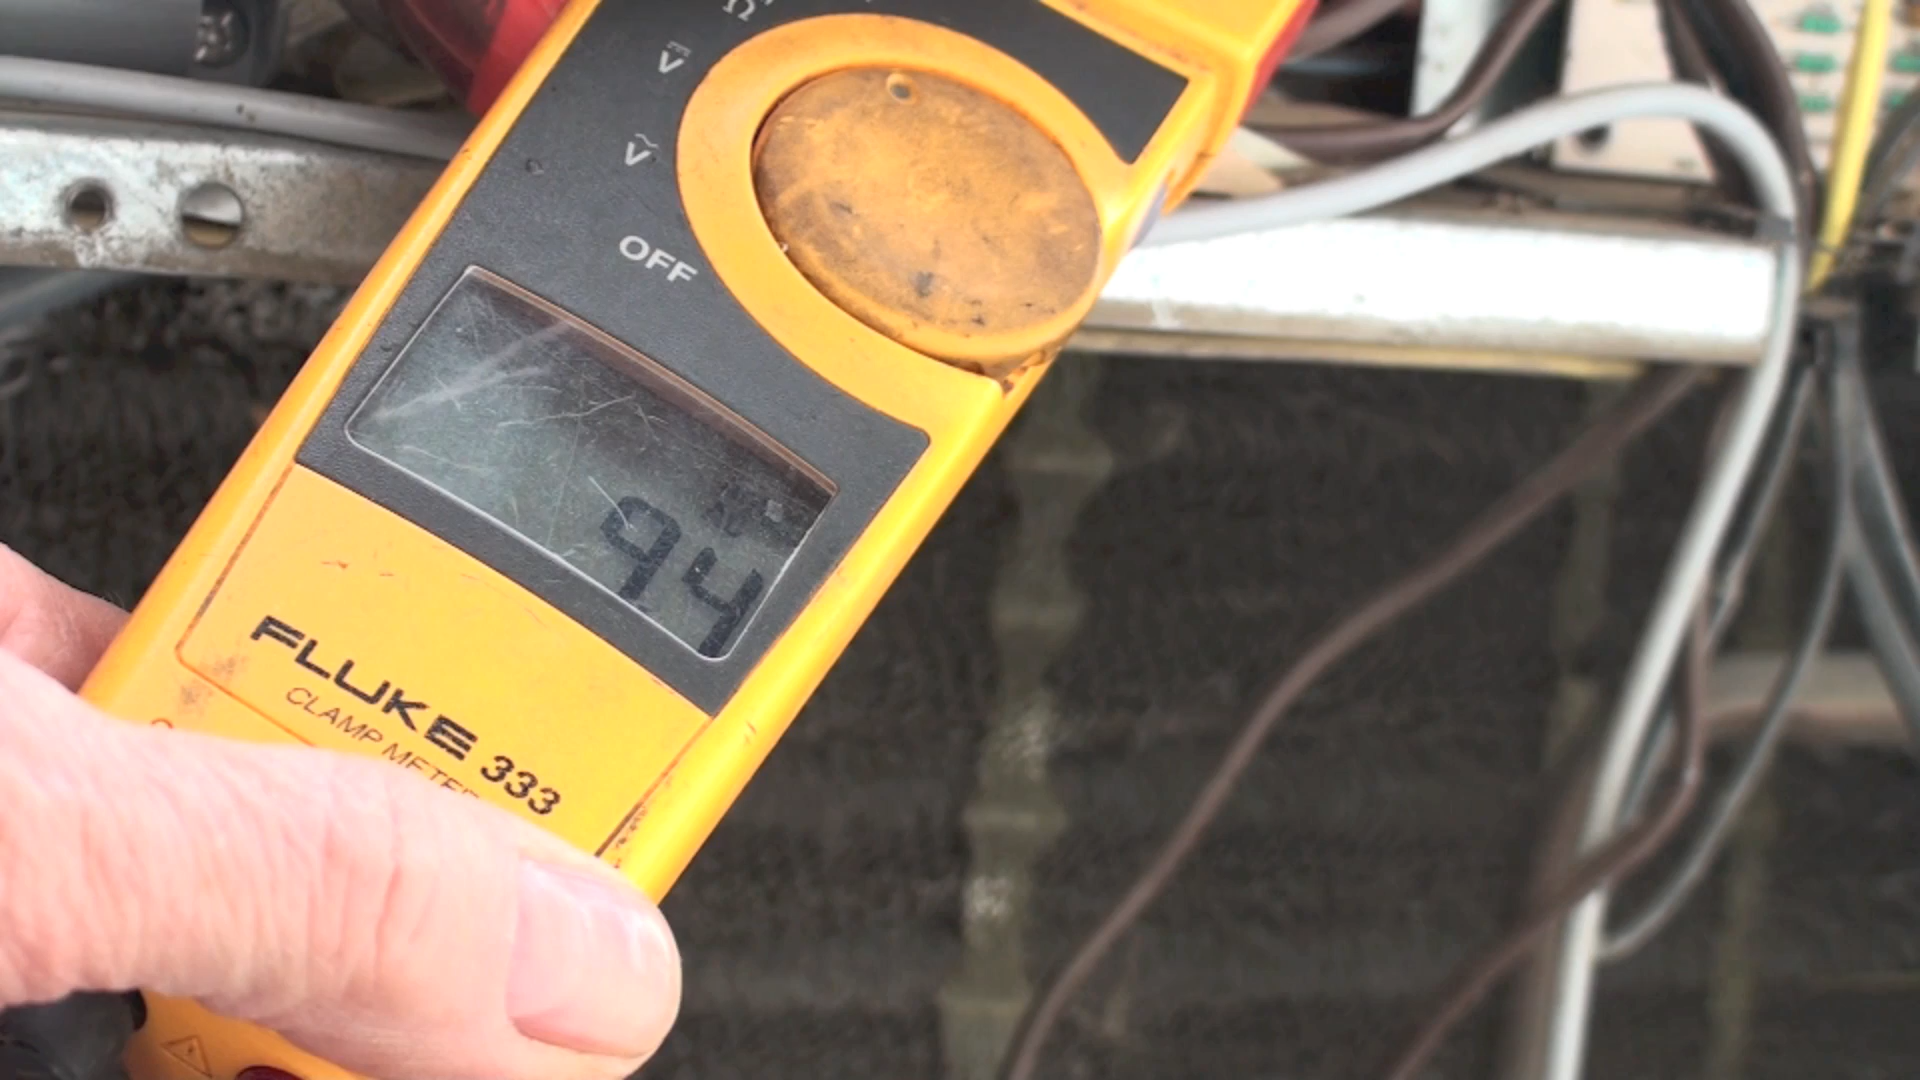 Ω
V
V
OFF
94
FLUKE 333
CLAMP METER